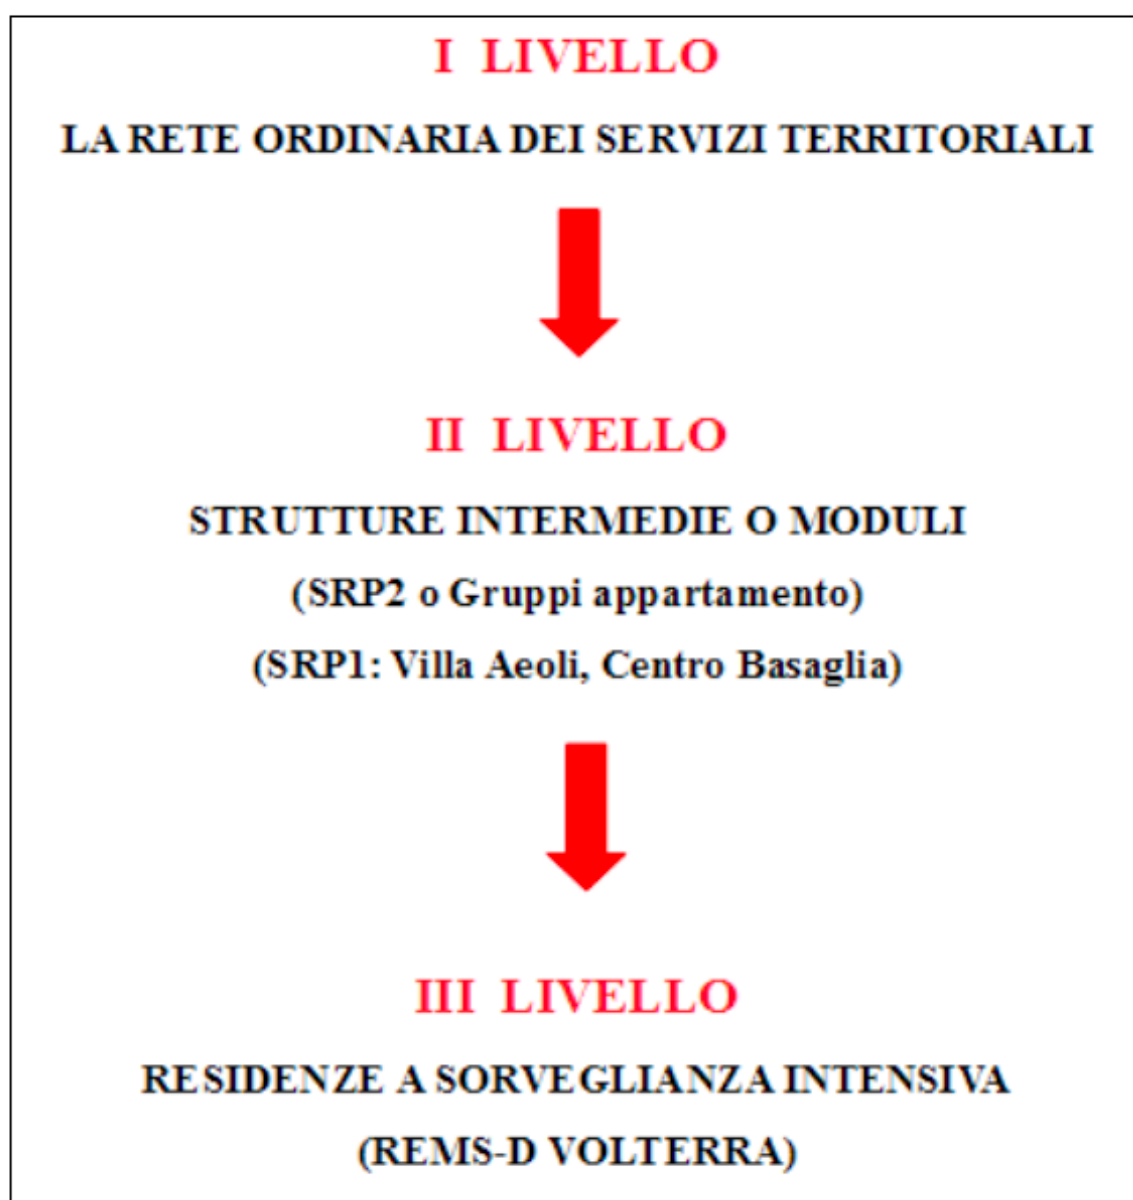 I LIVELLO
LA RETE ORDINARIA DEI SERVIZI TERRITORIALI
II LIVELLO
STRUTTURE INTERMEDIE O MODULI
(SRP2 o Gruppi appartamento)
(SRP1: Villa Aeoli, Centro Basaglia)
III LIVELLO
RESIDENZE A SORVEGLIANZA INTENSIVA
(REMS-D VOLTERRA)